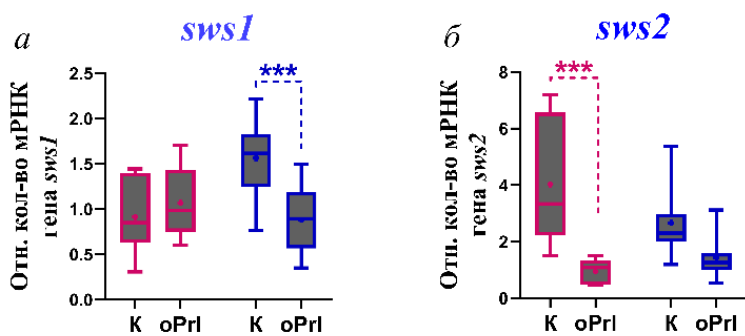 а
sws1
Отн. кол-во мРНК
гена sws1
2.5
2.0
1.5
1.0
0.5
0.0
***
К
oPrl
К
oPrl
б
sws2
Отн. кол-во мРНК
гена sws2
8
6
4
2
0
***
К
oPrl
К
oPrl